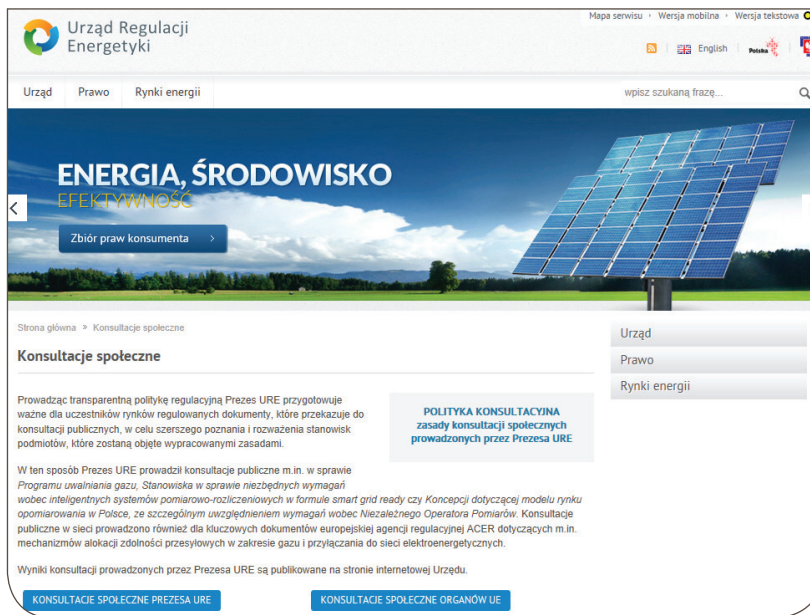 Mapa serwisu Wersja mobilna Wersja tekstowa
Urząd Regulacji
Energetyki
English Polska
Urząd Prawo Rynki energii wpisz szukaną frazę...
ENERGIA, ŚRODOWISKO
EFEKTYWNOŚĆ
Zbiór praw konsumenta >
Strona główna > Konsultacje społeczne
Konsultacje społeczne
Prowadząc transparentną politykę regulacyjną Prezes URE przygotowuje
ważne dla uczestników rynków regulowanych dokumenty, które przekazuje do
konsultacji publicznych, w celu szerszego poznania i rozważenia stanowisk
podmiotów, które zostaną objęte wypracowanymi zasadami.
W ten sposób Prezes URE prowadził konsultacje publiczne m.in. w sprawie
Programu uwalniania gazu, Stanowiska w sprawie niezbędnych wymagań
wobec inteligentnych systemów pomiarowo-rozliczeniowych w formule smart grid ready czy Koncepcji dotyczącej modelu rynku
opomiarowania w Polsce, ze szczególnym uwzględnieniem wymagań wobec Niezależnego Operatora Pomiarów. Konsultacje
publiczne w sieci prowadzono również dla kluczowych dokumentów europejskiej agencji regulacyjnej ACER dotyczących m.in.
mechanizmów alokacji zdolności przesyłowych w zakresie gazu i przyłączania do sieci elektroenergetycznych.
Wyniki konsultacji prowadzonych przez Prezesa URE są publikowane na stronie internetowej Urzędu.
KONSULTACJE SPOŁECZNE PREZESA URE KONSULTACJE SPOŁECZNE ORGANÓW UE
POLITYKA KONSULTACYJNA
zasady konsultacji społecznych
prowadzonych przez Prezesa URE
Urząd
Prawo
Rynki energii